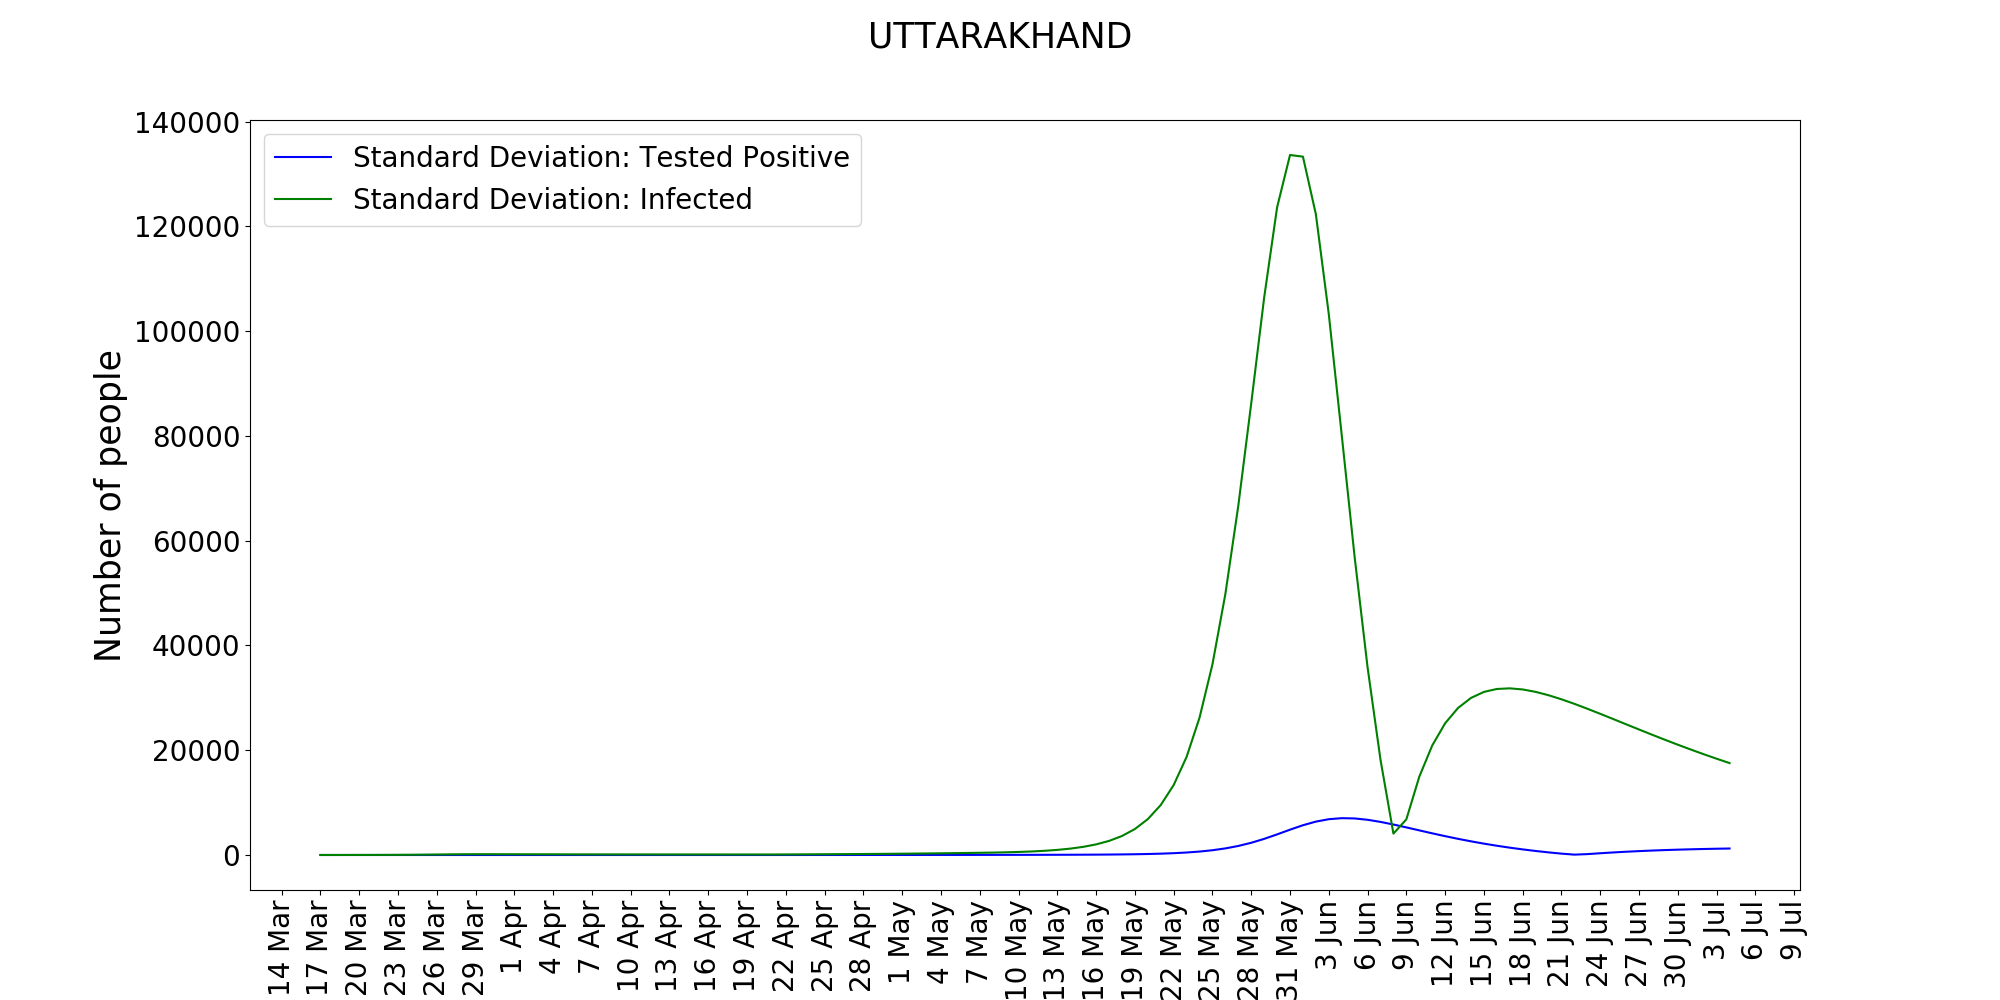 UTTARAKHAND
140000
120000
100000
80000
60000
40000
20000
0
Number of people
Standard Deviation: Tested Positive
Standard Deviation: Infected
14 Mar
17 Mar
20 Mar
23 Mar
26 Mar
29 Mar
1 Apr
4 Apr
7 Apr
10 Apr
13 Apr
16 Apr
19 Apr
22 Apr
25 Apr
28 Apr
1 May
4 May
7 May
10 May
13 May
16 May
19 May
22 May
25 May
28 May
31 May
3 Jun
6 Jun
9 Jun
12 Jun
15 Jun
18 Jun
21 Jun
24 Jun
27 Jun
30 Jun
3 Jul
6 Jul
9 Jul